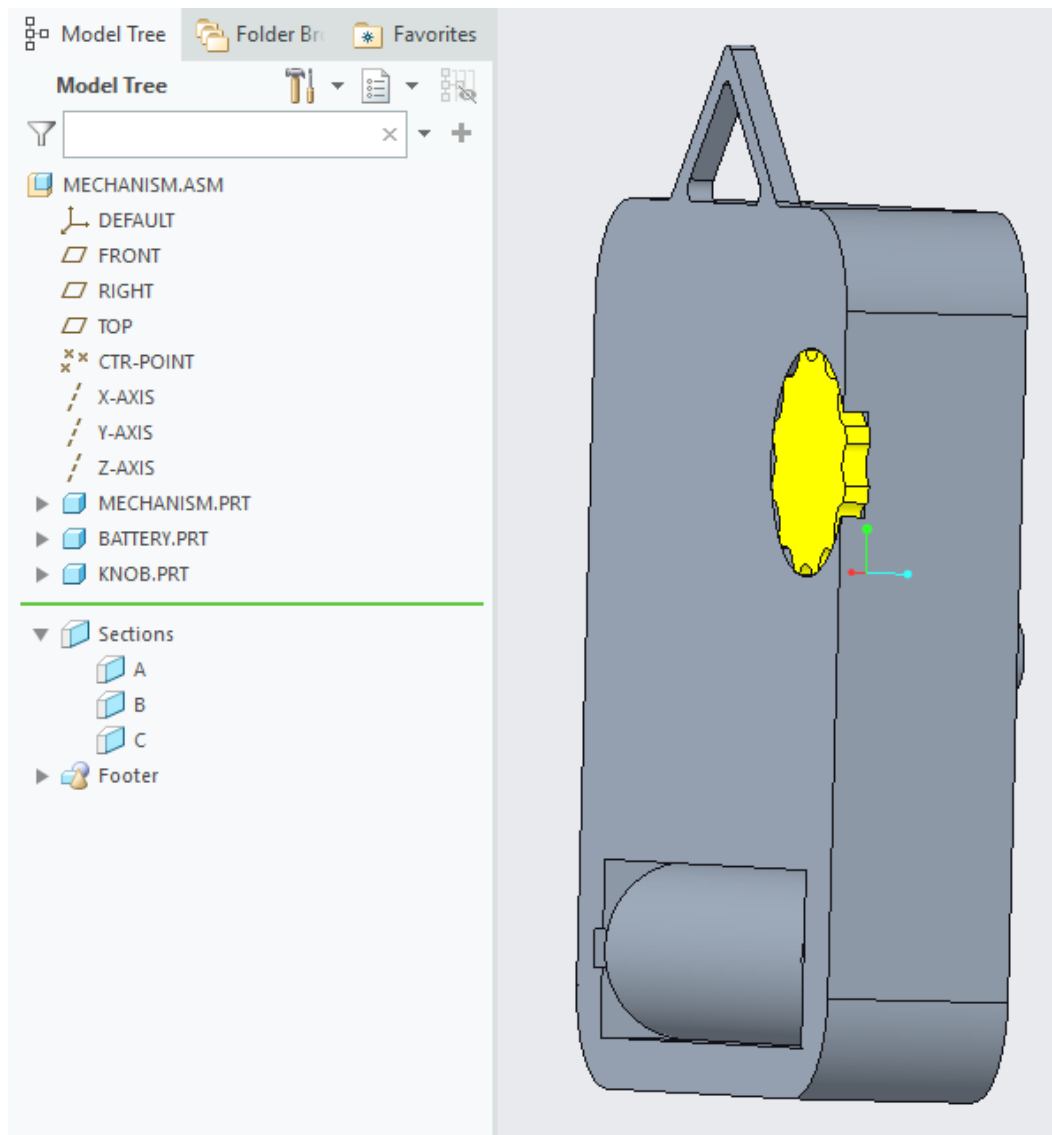 Model Tree Folder Br Favorites
Model Tree
MECHANISM.ASM
DEFAULT
FRONT
RIGHT
TOP
CTR-POINT
X-AXIS
Y-AXIS
Z-AXIS
MECHANISM.PRT
BATTERY.PRT
KNOB.PRT
Sections
A
B
C
Footer